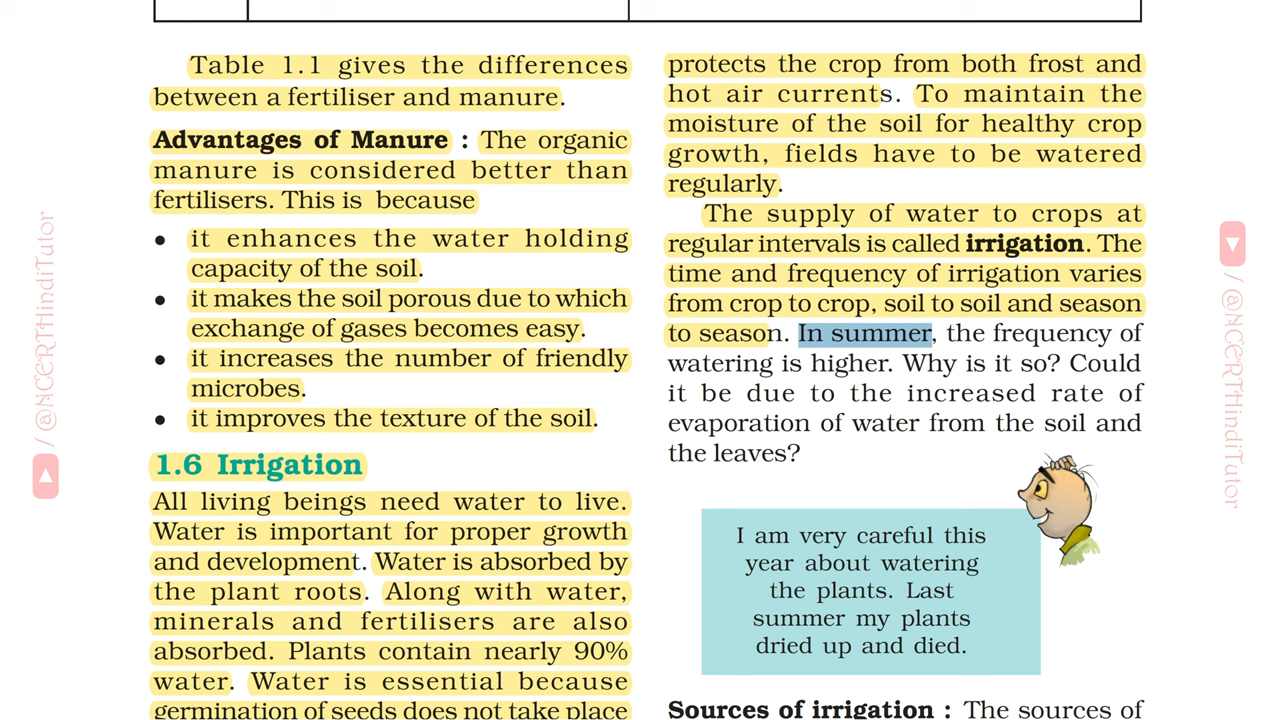 Table 1.1 gives the differences
between a fertiliser and manure.
Advantages of Manure : The organic
manure is considered better than
fertilisers. This is because
• it enhances the water holding
capacity of the soil.
• it makes the soil porous due to which
exchange of gases becomes easy.
• it increases the number of friendly
microbes.
• it improves the texture of the soil.
1.6 Irrigation
All living beings need water to live.
Water is important for proper growth
and development. Water is absorbed by
the plant roots. Along with water,
minerals and fertilisers are also
absorbed. Plants contain nearly 90%
water. Water is essential because
germination of seeds does not take place
protects the crop from both frost and
hot air currents. To maintain the
moisture of the soil for healthy crop
growth, fields have to be watered
regularly.
The supply of water to crops at
regular intervals is called irrigation. The
time and frequency of irrigation varies
from crop to crop, soil to soil and season
to season. In summer, the frequency of
watering is higher. Why is it so? Could
it be due to the increased rate of
evaporation of water from the soil and
the leaves?
I am very careful this
year about watering
the plants. Last
summer my plants
dried up and died.
Sources of irrigation : The sources of
/ @NCERTHindiTutor
/ @NCERTHindiTutor